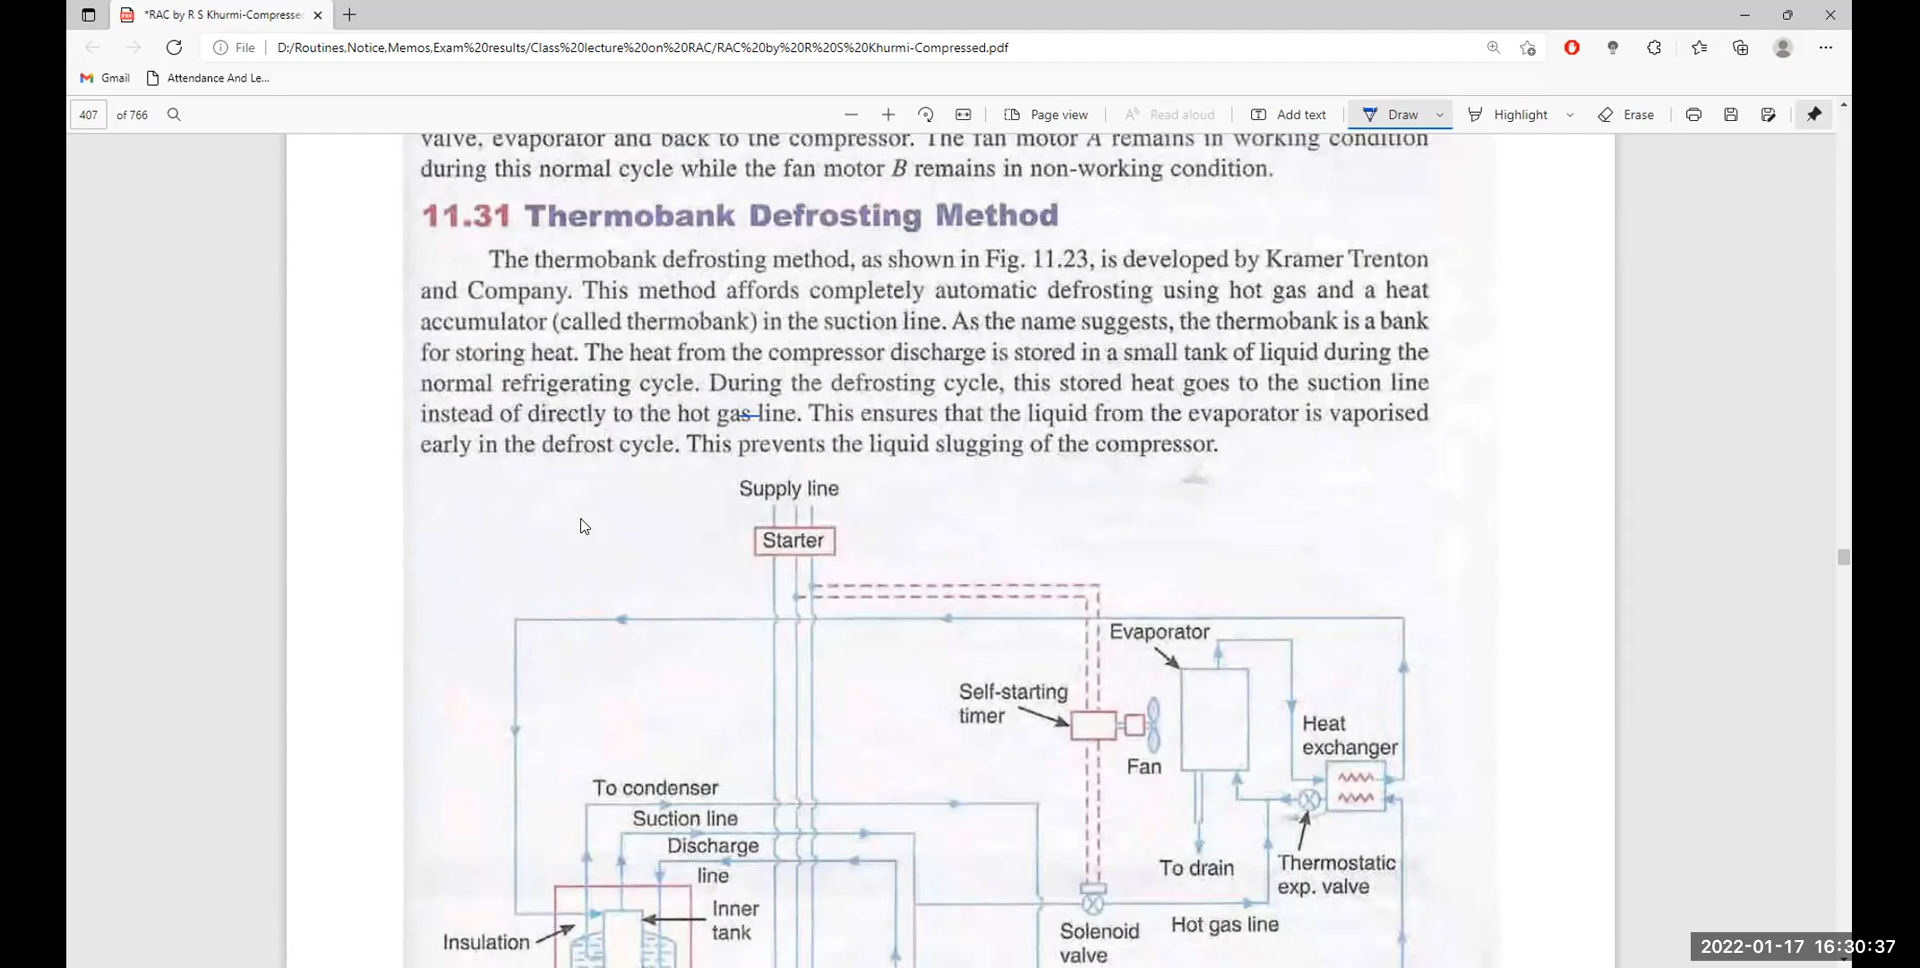 *RAC by R S Khurmi-Compresse
File D:/Routines,Notice,Memos,Exam%20results/Class%20lecture%20on%20RAC/RAC%20by%20R%20S%20Khurmi-Compressed.pdf
Gmail Attendance And Le...
407 of 766 Page view Read aloud Add text Draw Highlight Erase
valve, evaporator and back to the compressor. The fan motor A remains in working condition
during this normal cycle while the fan motor B remains in non-working condition.
11.31 Thermobank Defrosting Method
The thermobank defrosting method, as shown in Fig. 11.23, is developed by Kramer Trenton
and Company. This method affords completely automatic defrosting using hot gas and a heat
accumulator (called thermobank) in the suction line. As the name suggests, the thermobank is a bank
for storing heat. The heat from the compressor discharge is stored in a small tank of liquid during the
normal refrigerating cycle. During the defrosting cycle, this stored heat goes to the suction line
instead of directly to the hot gas line. This ensures that the liquid from the evaporator is vaporised
early in the defrost cycle. This prevents the liquid slugging of the compressor.
Supply line
Starter
Evaporator
Self-starting
timer
Heat
exchanger
Fan
To condenser
Suction line
Discharge
line
To drain
Thermostatic
exp. valve
Inner
tank
Insulation
Hot gas line
Solenoid
valve
2022-01-17 16:30:37